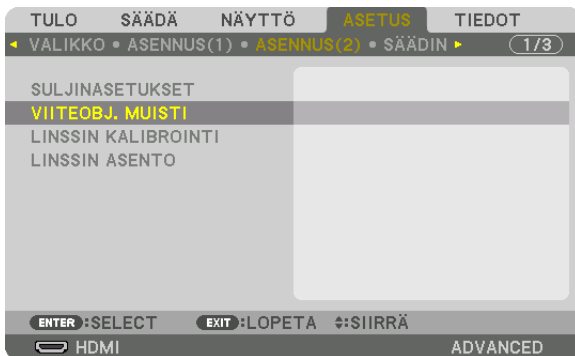 TULO SÄÄDÄ NÄYTTÖ ASETUS TIEDOT
VALIKKO • ASENNUS(1) • ASENNUS(2) • SÄÄDIN 1/3
SULJINASETUKSET
VIITEOBJ. MUISTI
LINSSIN KALIBROINTI
LINSSIN ASENTO
ENTER :SELECT EXIT :LOPETA :SIIRRÄ
HDMI ADVANCED